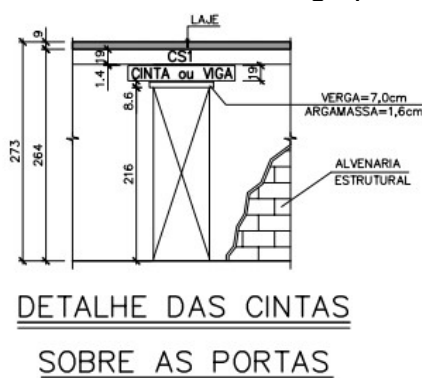 LAJE
9
19
CS1
1.4
CINTA ou VIGA
19
8.6
VERGA=7,0cm
ARGAMASSA=1,6cm
273
264
216
ALVENARIA
ESTRUTURAL
DETALHE DAS CINTAS
SOBRE AS PORTAS